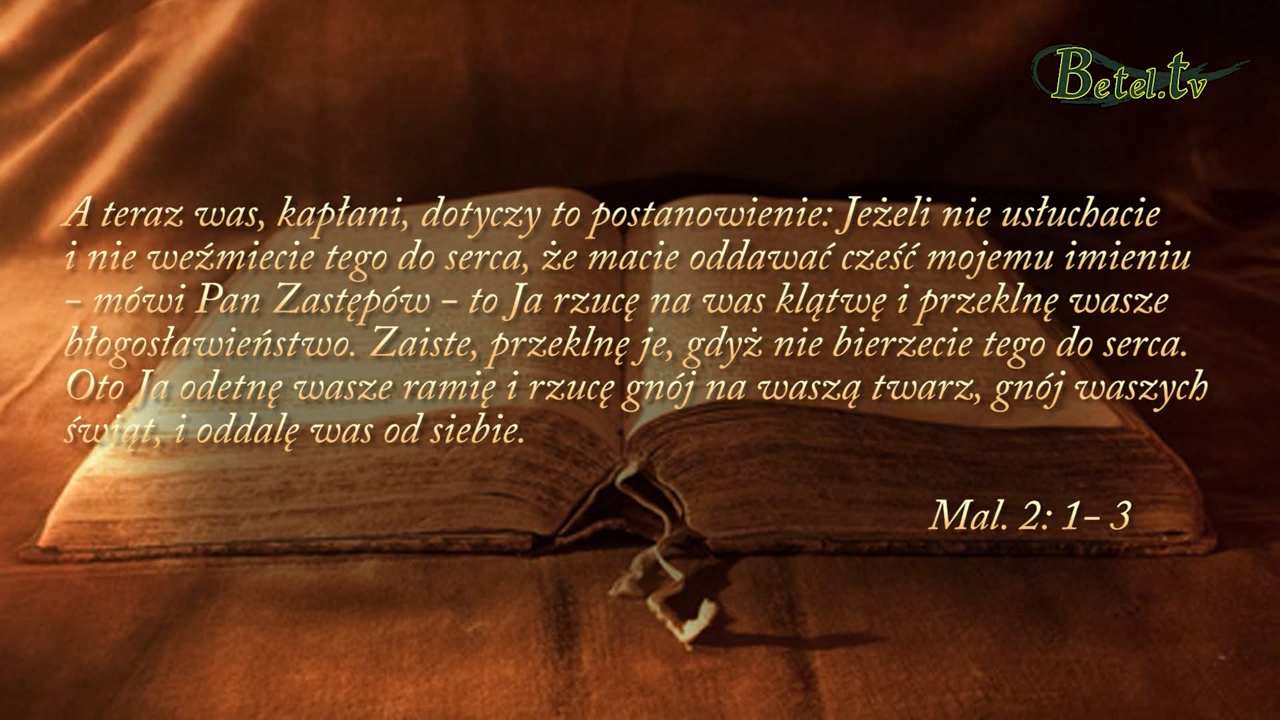 Betel.tv
A teraz was, kapłani, dotyczy to postanowienie: Jeżeli nie usłuchacie
i nie weźmiecie tego do serca, że macie oddawać cześć mojemu imieniu
– mówi Pan Zastępów – to Ja rzucę na was klątwę i przeklnę wasze
błogosławieństwo. Zaiste, przeklnę je, gdyż nie bierzecie tego do serca.
Oto Ja odetnę wasze ramię i rzucę gnój na waszą twarz, gnój waszych
świąt, i oddalę was od siebie.
Mal. 2: 1– 3